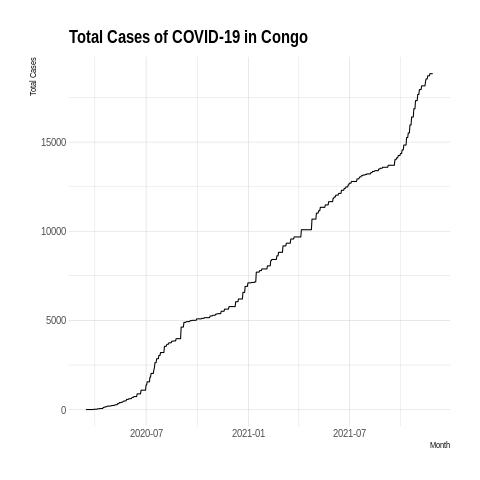 Total Cases of COVID-19 in Congo
Total Cases
15000
10000
5000
0
2020-07
2021-01
2021-07
Month